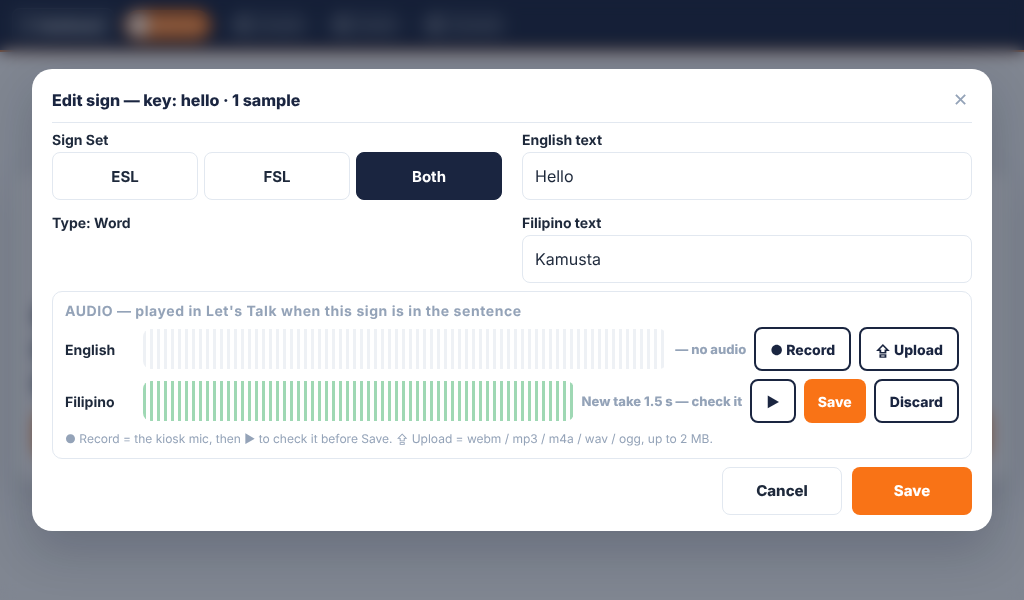 Edit sign — key: hello · 1 sample
✕
Sign Set
ESL
FSL
Both
English text
Hello
Type: Word
Filipino text
Kamusta
AUDIO — played in Let's Talk when this sign is in the sentence
English
— no audio
● Record
⇪ Upload
Filipino
New take 1.5 s — check it
▶
Save
Discard
● Record = the kiosk mic, then ▶ to check it before Save. ⇪ Upload = webm / mp3 / m4a / wav / ogg, up to 2 MB.
Cancel
Save